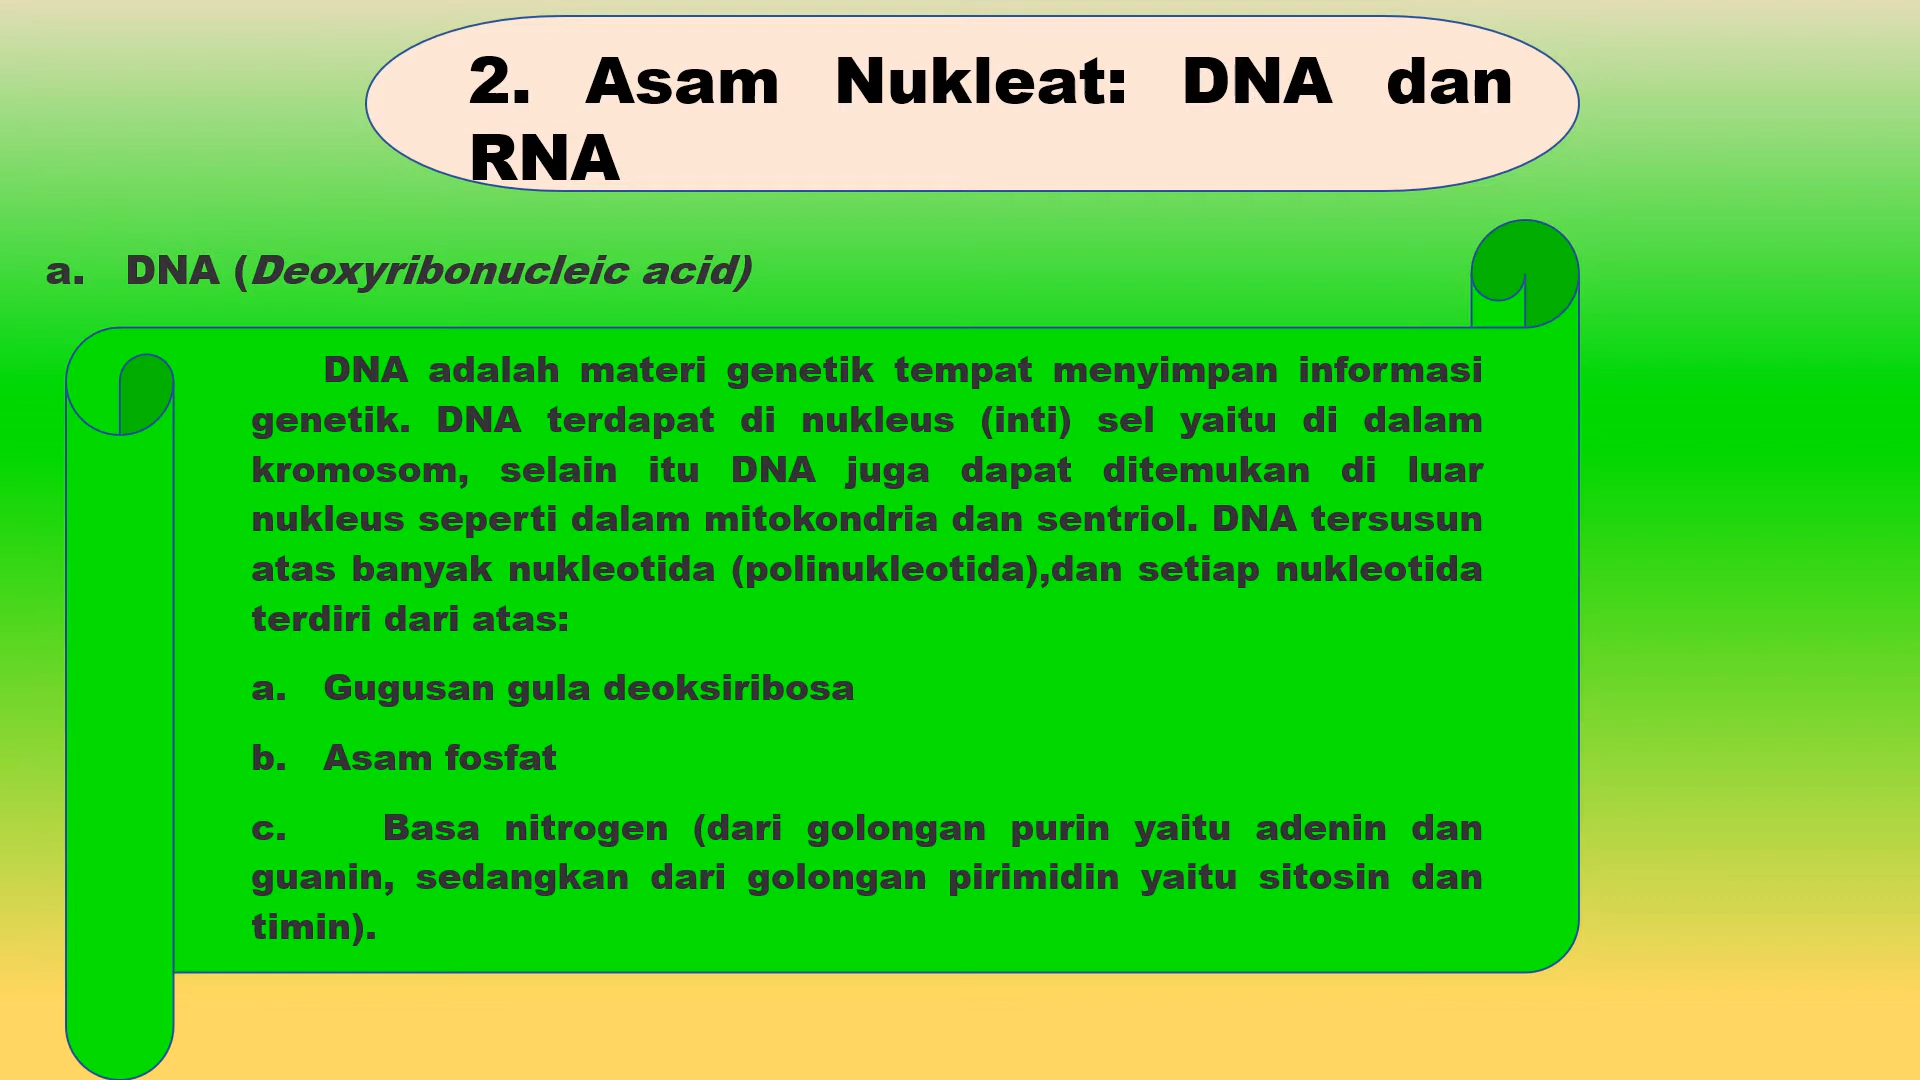 2. Asam Nukleat: DNA dan
RNA
a. DNA (Deoxyribonucleic acid)
DNA adalah materi genetik tempat menyimpan informasi
genetik. DNA terdapat di nukleus (inti) sel yaitu di dalam
kromosom, selain itu DNA juga dapat ditemukan di luar
nukleus seperti dalam mitokondria dan sentriol. DNA tersusun
atas banyak nukleotida (polinukleotida),dan setiap nukleotida
terdiri dari atas:
a. Gugusan gula deoksiribosa
b. Asam fosfat
c. Basa nitrogen (dari golongan purin yaitu adenin dan
guanin, sedangkan dari golongan pirimidin yaitu sitosin dan
timin).